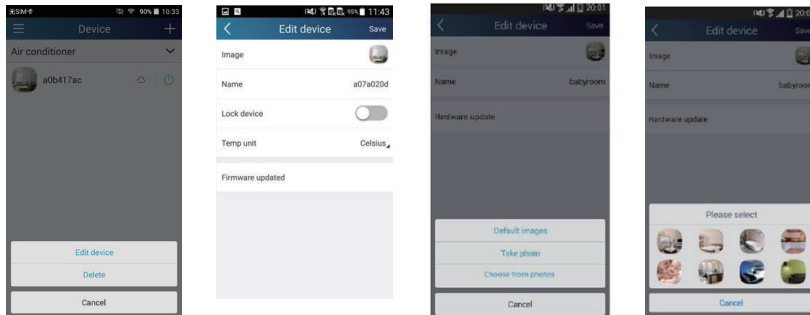 无SIM卡 90% 10:33
Device
Air conditioner
a0b417ac
Edit device
Delete
Cancel
95% 11:43
Edit device Save
Image
Name a07a020d
Lock device
Temp unit Celsius
Firmware updated
20:01
Edit device Save
Image
Name babyroom
Hardware update
Default images
Take photo
Choose from photos
Cancel
Edit device Save
Image
Name babyroom
Hardware update
Please select
Cancel